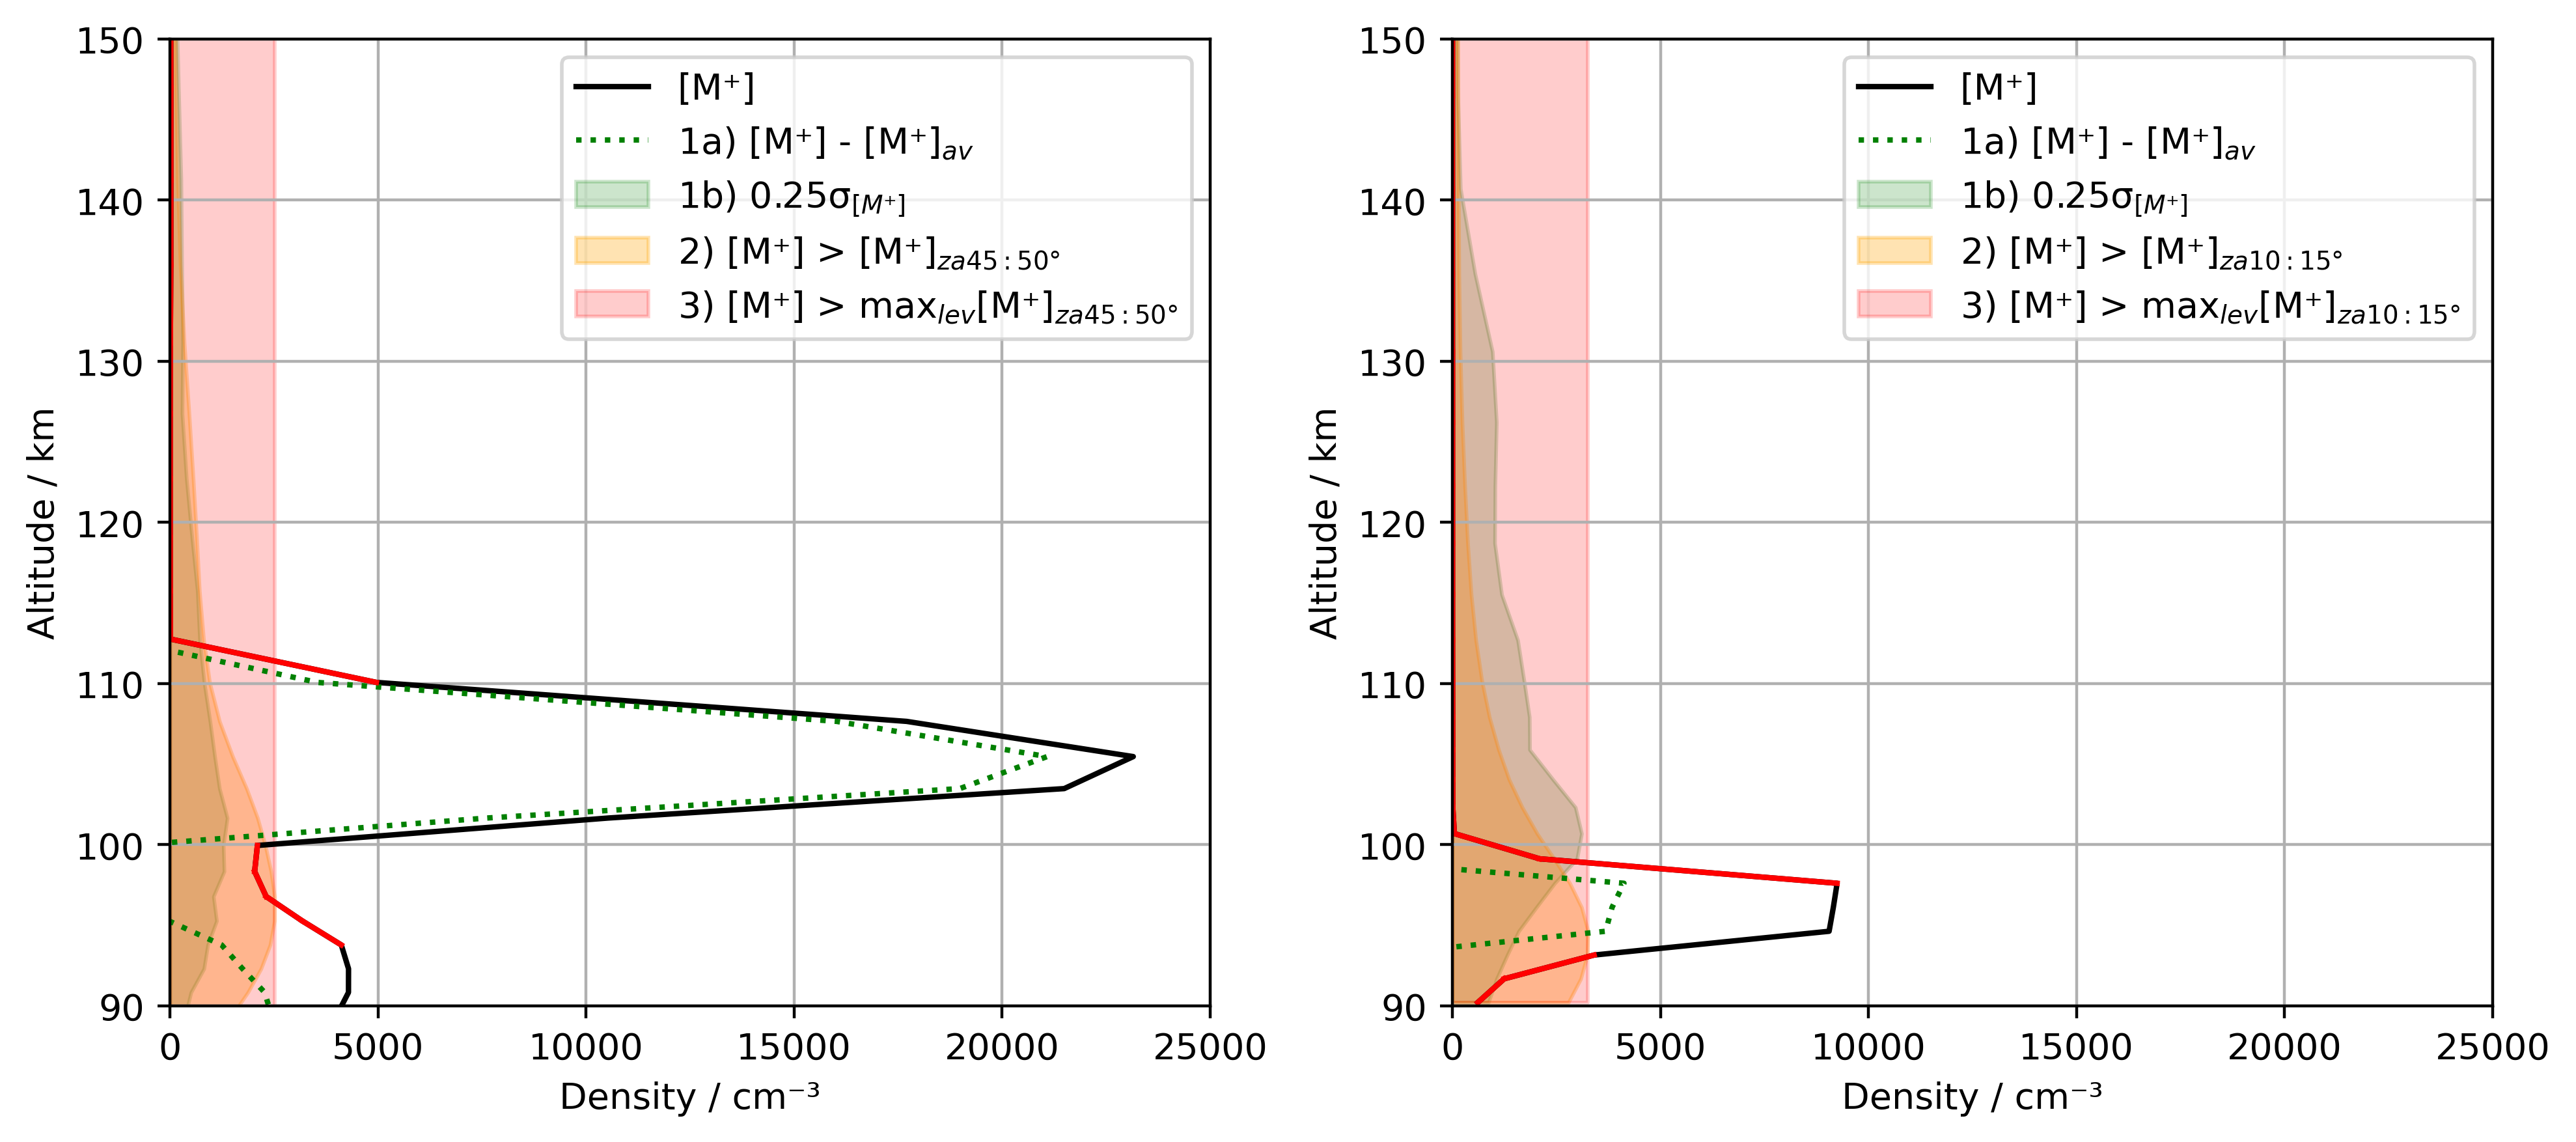 150
140
130
120
110
100
90
Altitude / km
0 5000 10000 15000 20000 25000
Density / cm⁻³
[M⁺]
1a) [M⁺] - [M⁺]av
1b) 0.25σ[M⁺]
2) [M⁺] > [M⁺]za45:50°
3) [M⁺] > maxlev[M⁺]za45:50°
150
140
130
120
110
100
90
Altitude / km
0 5000 10000 15000 20000 25000
Density / cm⁻³
[M⁺]
1a) [M⁺] - [M⁺]av
1b) 0.25σ[M⁺]
2) [M⁺] > [M⁺]za10:15°
3) [M⁺] > maxlev[M⁺]za10:15°